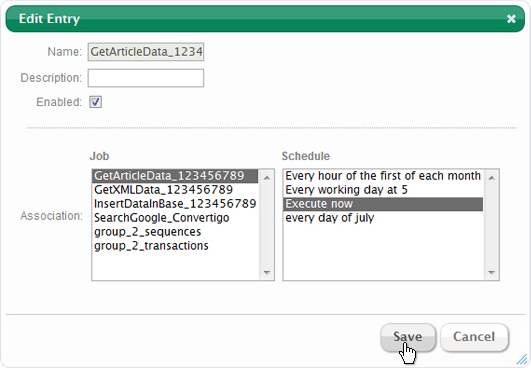 Edit Entry
Name: GetArticleData_1234
Description:
Enabled:
Job
Schedule
Association:
GetArticleData_123456789
GetXMLData_123456789
InsertDataInBase_123456789
SearchGoogle_Convertigo
group_2_sequences
group_2_transactions
Every hour of the first of each month
Every working day at 5
Execute now
every day of july
Save
Cancel